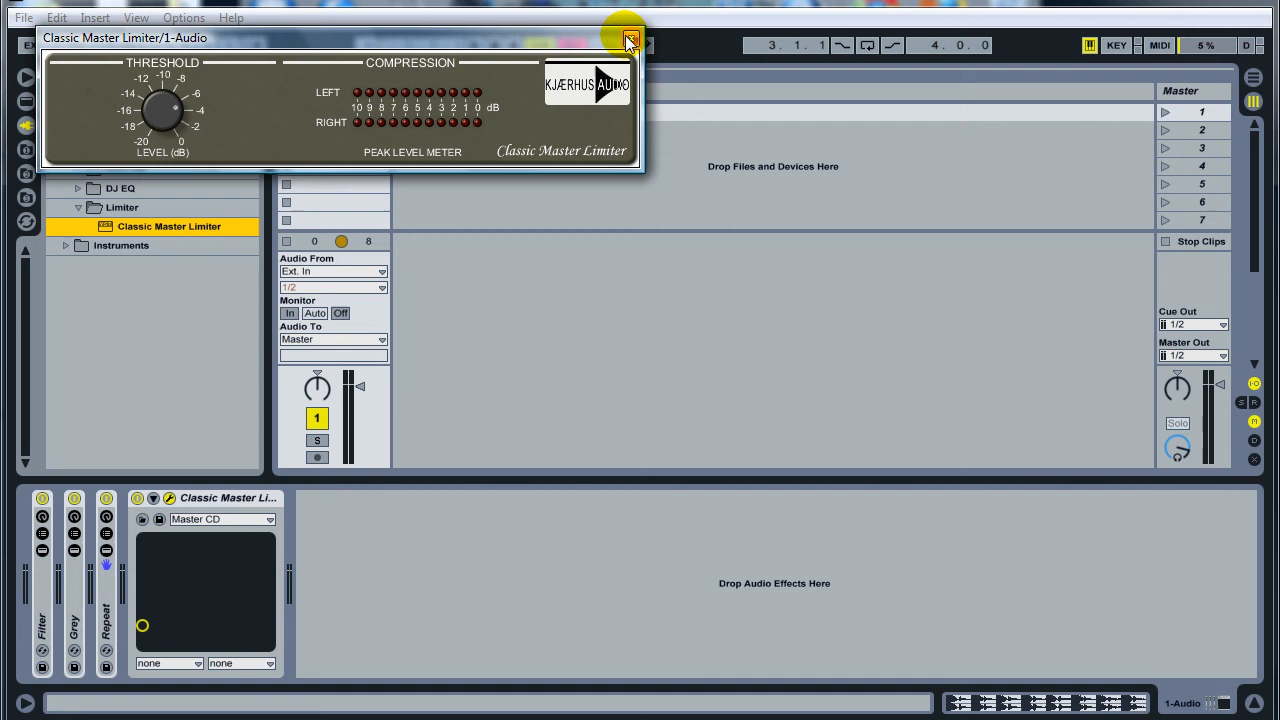 File Edit Insert View Options Help
Classic Master Limiter/1-Audio
3. 1. 1
4. 0. 0
KEY
MIDI
5 %
D
THRESHOLD
-12 -10 -8
-14 -6
-16 -4
-18 -2
-20 0
LEVEL (dB)
COMPRESSION
LEFT
10 9 8 7 6 5 4 3 2 1 0 dB
RIGHT
PEAK LEVEL METER
KJÆRHUS AUDIO
Classic Master Limiter
DJ EQ
Limiter
Classic Master Limiter
Instruments
Drop Files and Devices Here
Master
1
2
3
4
5
6
7
Stop Clips
0 8
Audio From
Ext. In
1/2
Monitor
In Auto Off
Audio To
Master
1
S
Cue Out
1/2
Master Out
1/2
Solo
I·O
S R
M
D
X
Filter
Grey
Repeat
Classic Master Li...
Master CD
none none
Drop Audio Effects Here
1-Audio